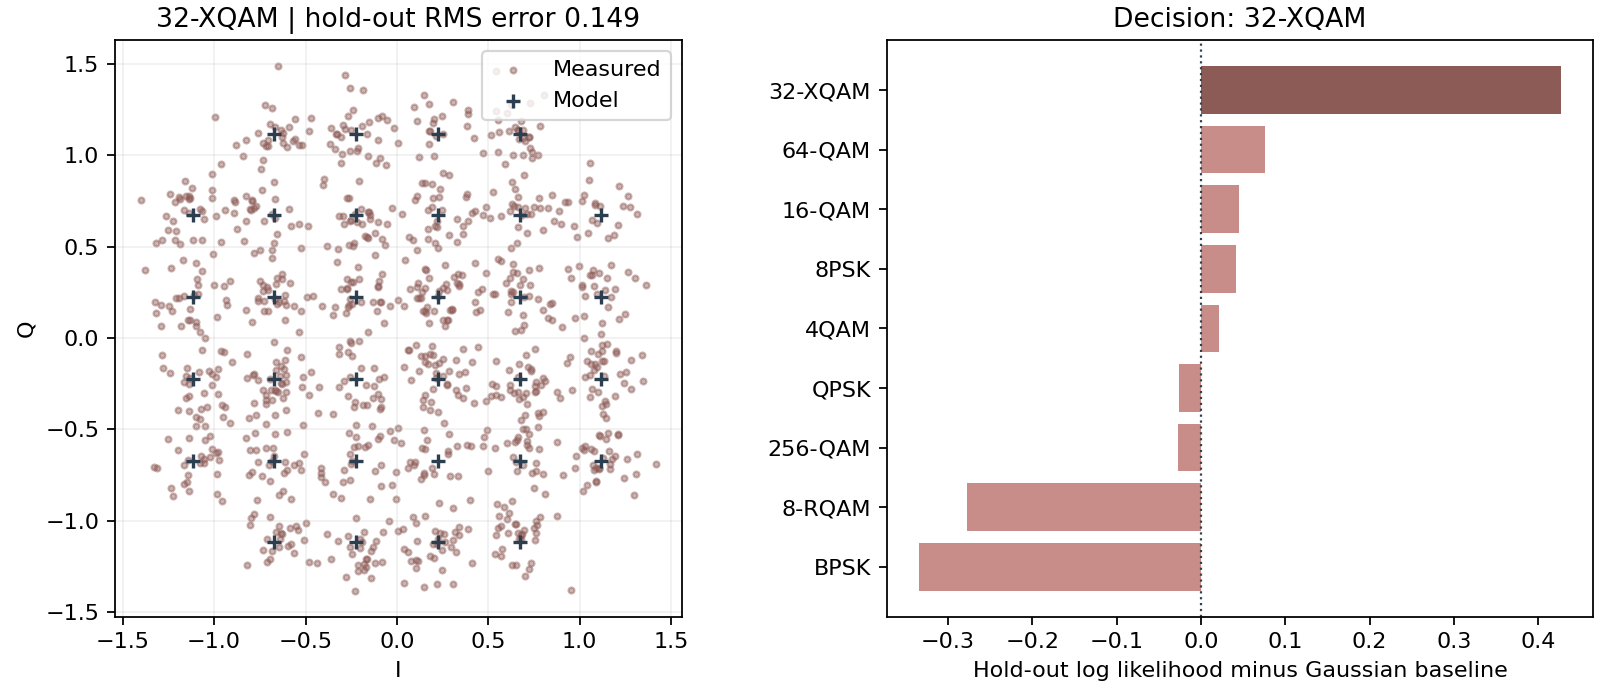 32-XQAM | hold-out RMS error 0.149
Measured
Model
1.5
1.0
0.5
0.0
−0.5
−1.0
−1.5
Q
−1.5
−1.0
−0.5
0.0
0.5
1.0
1.5
I
Decision: 32-XQAM
32-XQAM
64-QAM
16-QAM
8PSK
4QAM
QPSK
256-QAM
8-RQAM
BPSK
−0.3
−0.2
−0.1
0.0
0.1
0.2
0.3
0.4
Hold-out log likelihood minus Gaussian baseline